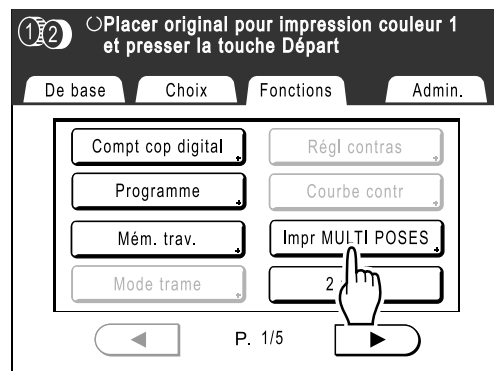 ①② Placer original pour impression couleur 1
et presser la touche Départ
De base Choix Fonctions Admin.
Compt cop digital Régl contras
Programme Courbe contr
Mém. trav. Impr MULTI POSES
Mode trame 2
P. 1/5